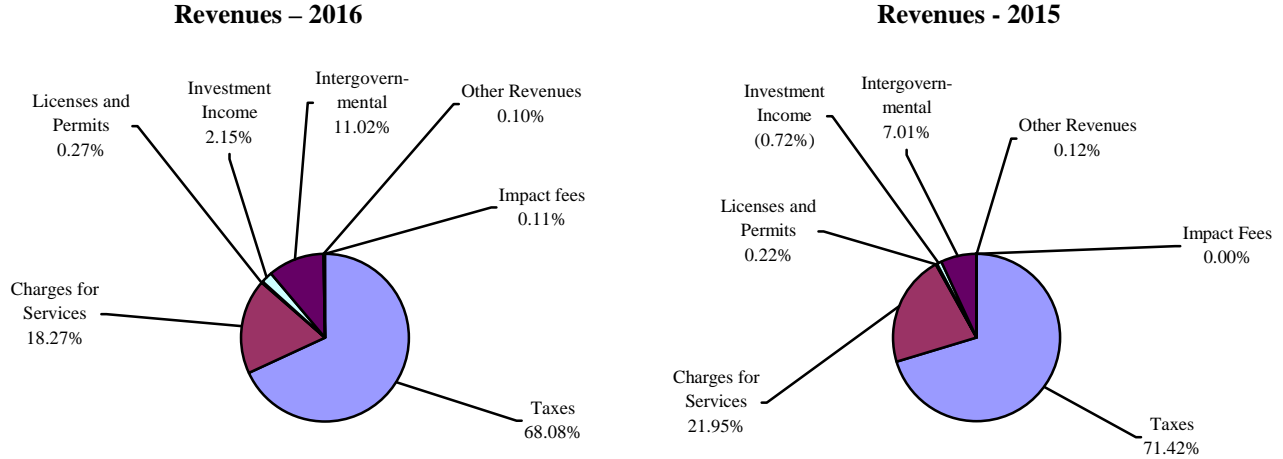 Revenues – 2016
Licenses and
Permits
0.27%
Investment
Income
2.15%
Intergovern-
mental
11.02%
Other Revenues
0.10%
Impact fees
0.11%
Charges for
Services
18.27%
Taxes
68.08%
Revenues - 2015
Investment
Income
(0.72%)
Intergovern-
mental
7.01%
Other Revenues
0.12%
Licenses and
Permits
0.22%
Impact Fees
0.00%
Charges for
Services
21.95%
Taxes
71.42%